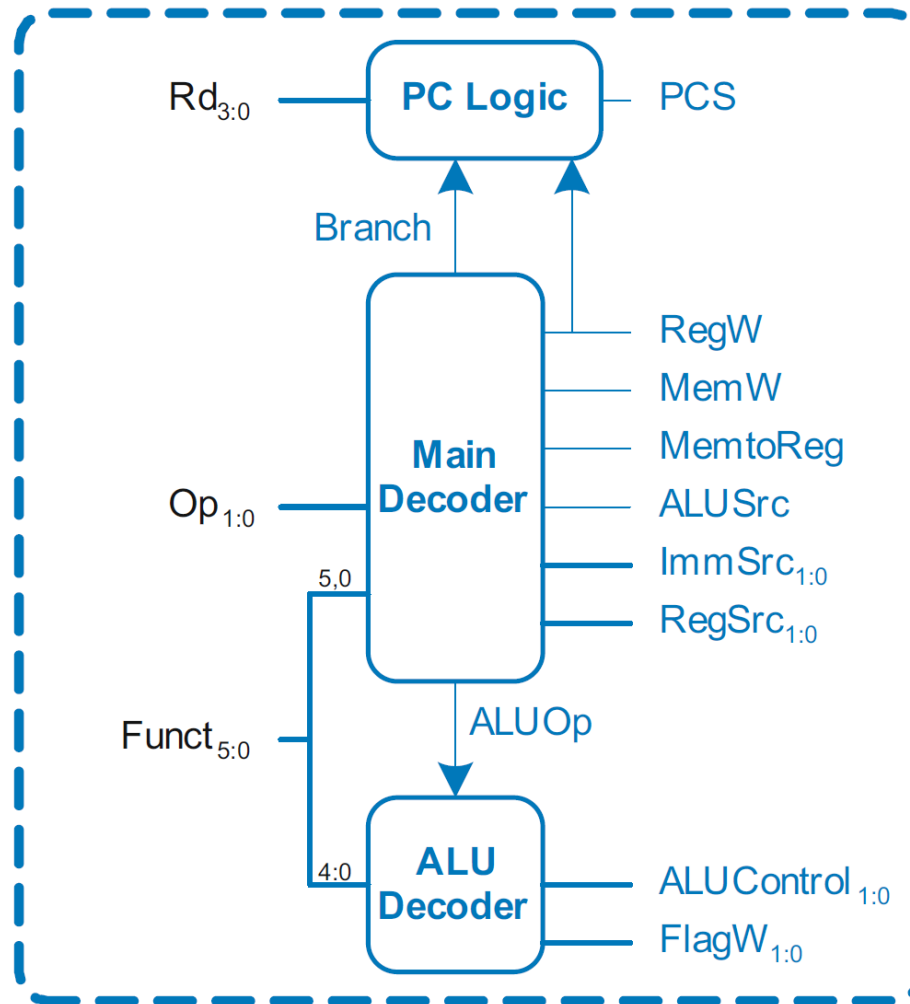 PC Logic
Rd3:0
PCS
Branch
RegW
MemW
MemtoReg
Main
Decoder
Op1:0
ALUSrc
ImmSrc1:0
5,0
RegSrc1:0
ALUOp
Funct5:0
4:0
ALU
Decoder
ALUControl1:0
FlagW1:0